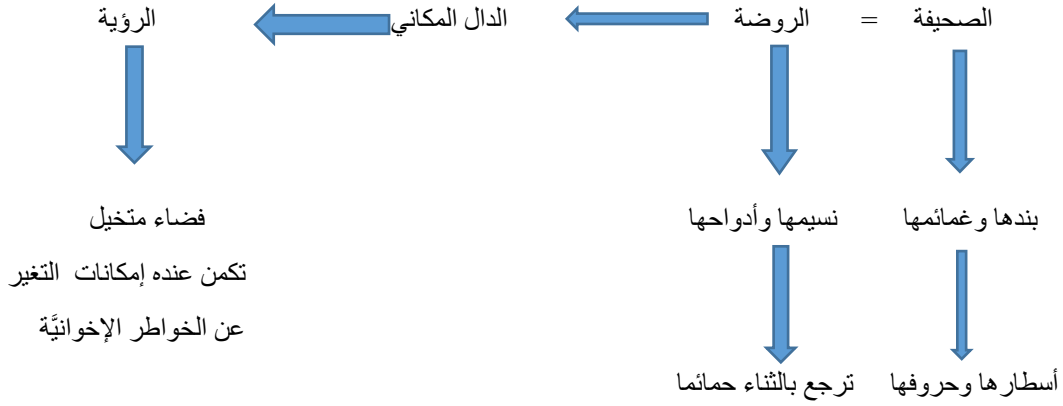 الصحيفة = الروضة الدال المكاني الرؤية
بندها وغمائمها نسيمها وأدواحها فضاء متخيل
تكمن عنده إمكانات التغير
عن الخواطر الإخوانيَّة
أسطارها وحروفها ترجع بالثناء حمائما